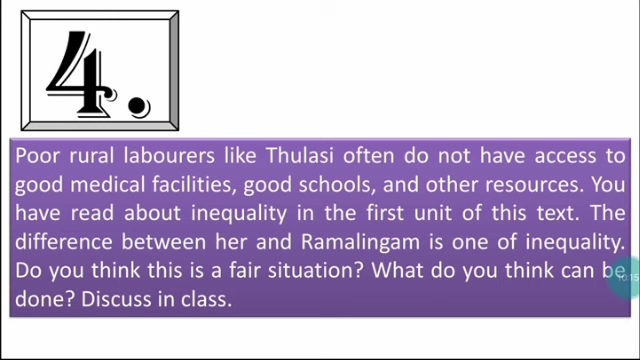 4.
Poor rural labourers like Thulasi often do not have access to
good medical facilities, good schools, and other resources. You
have read about inequality in the first unit of this text. The
difference between her and Ramalingam is one of inequality.
Do you think this is a fair situation? What do you think can be
done? Discuss in class.
10:15